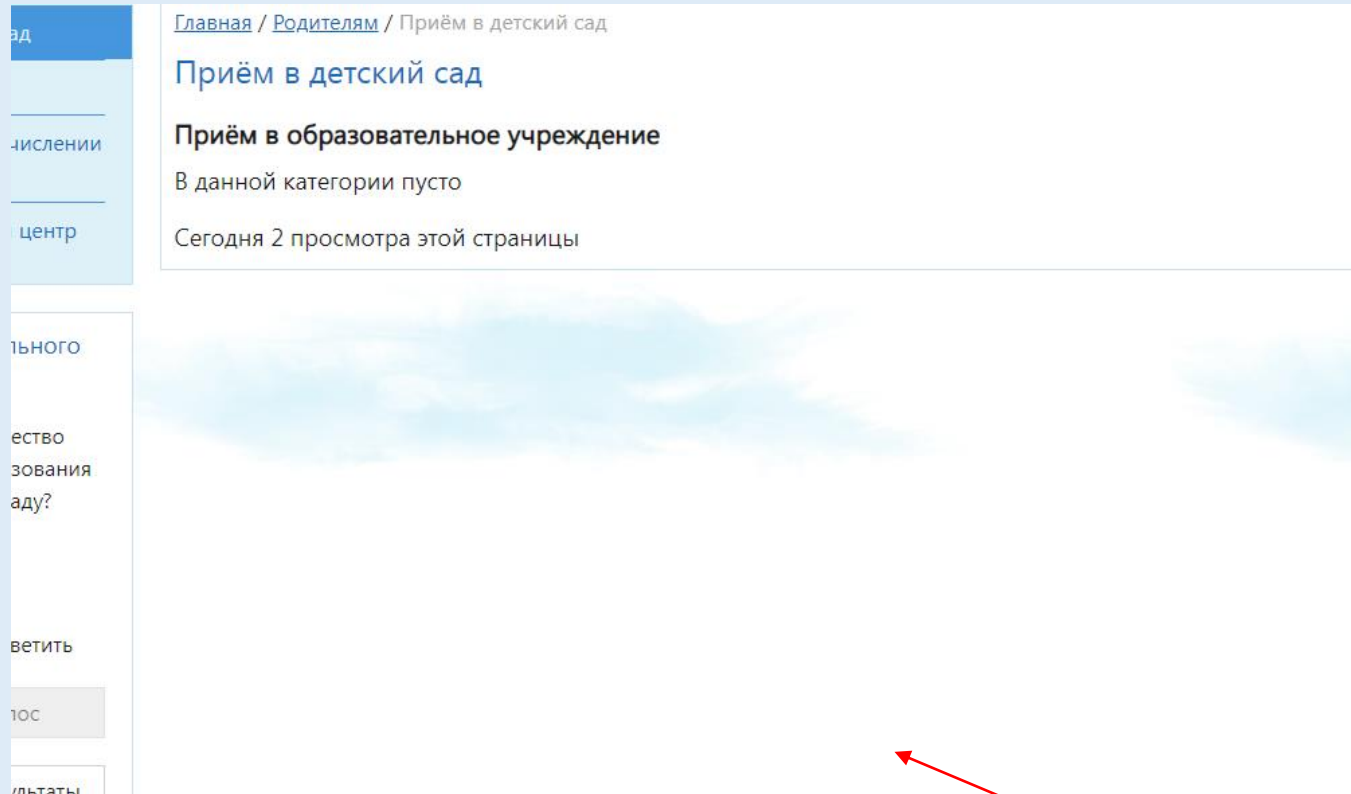 Главная / Родителям / Приём в детский сад
Приём в детский сад
Приём в образовательное учреждение
В данной категории пусто
Сегодня 2 просмотра этой страницы
центр